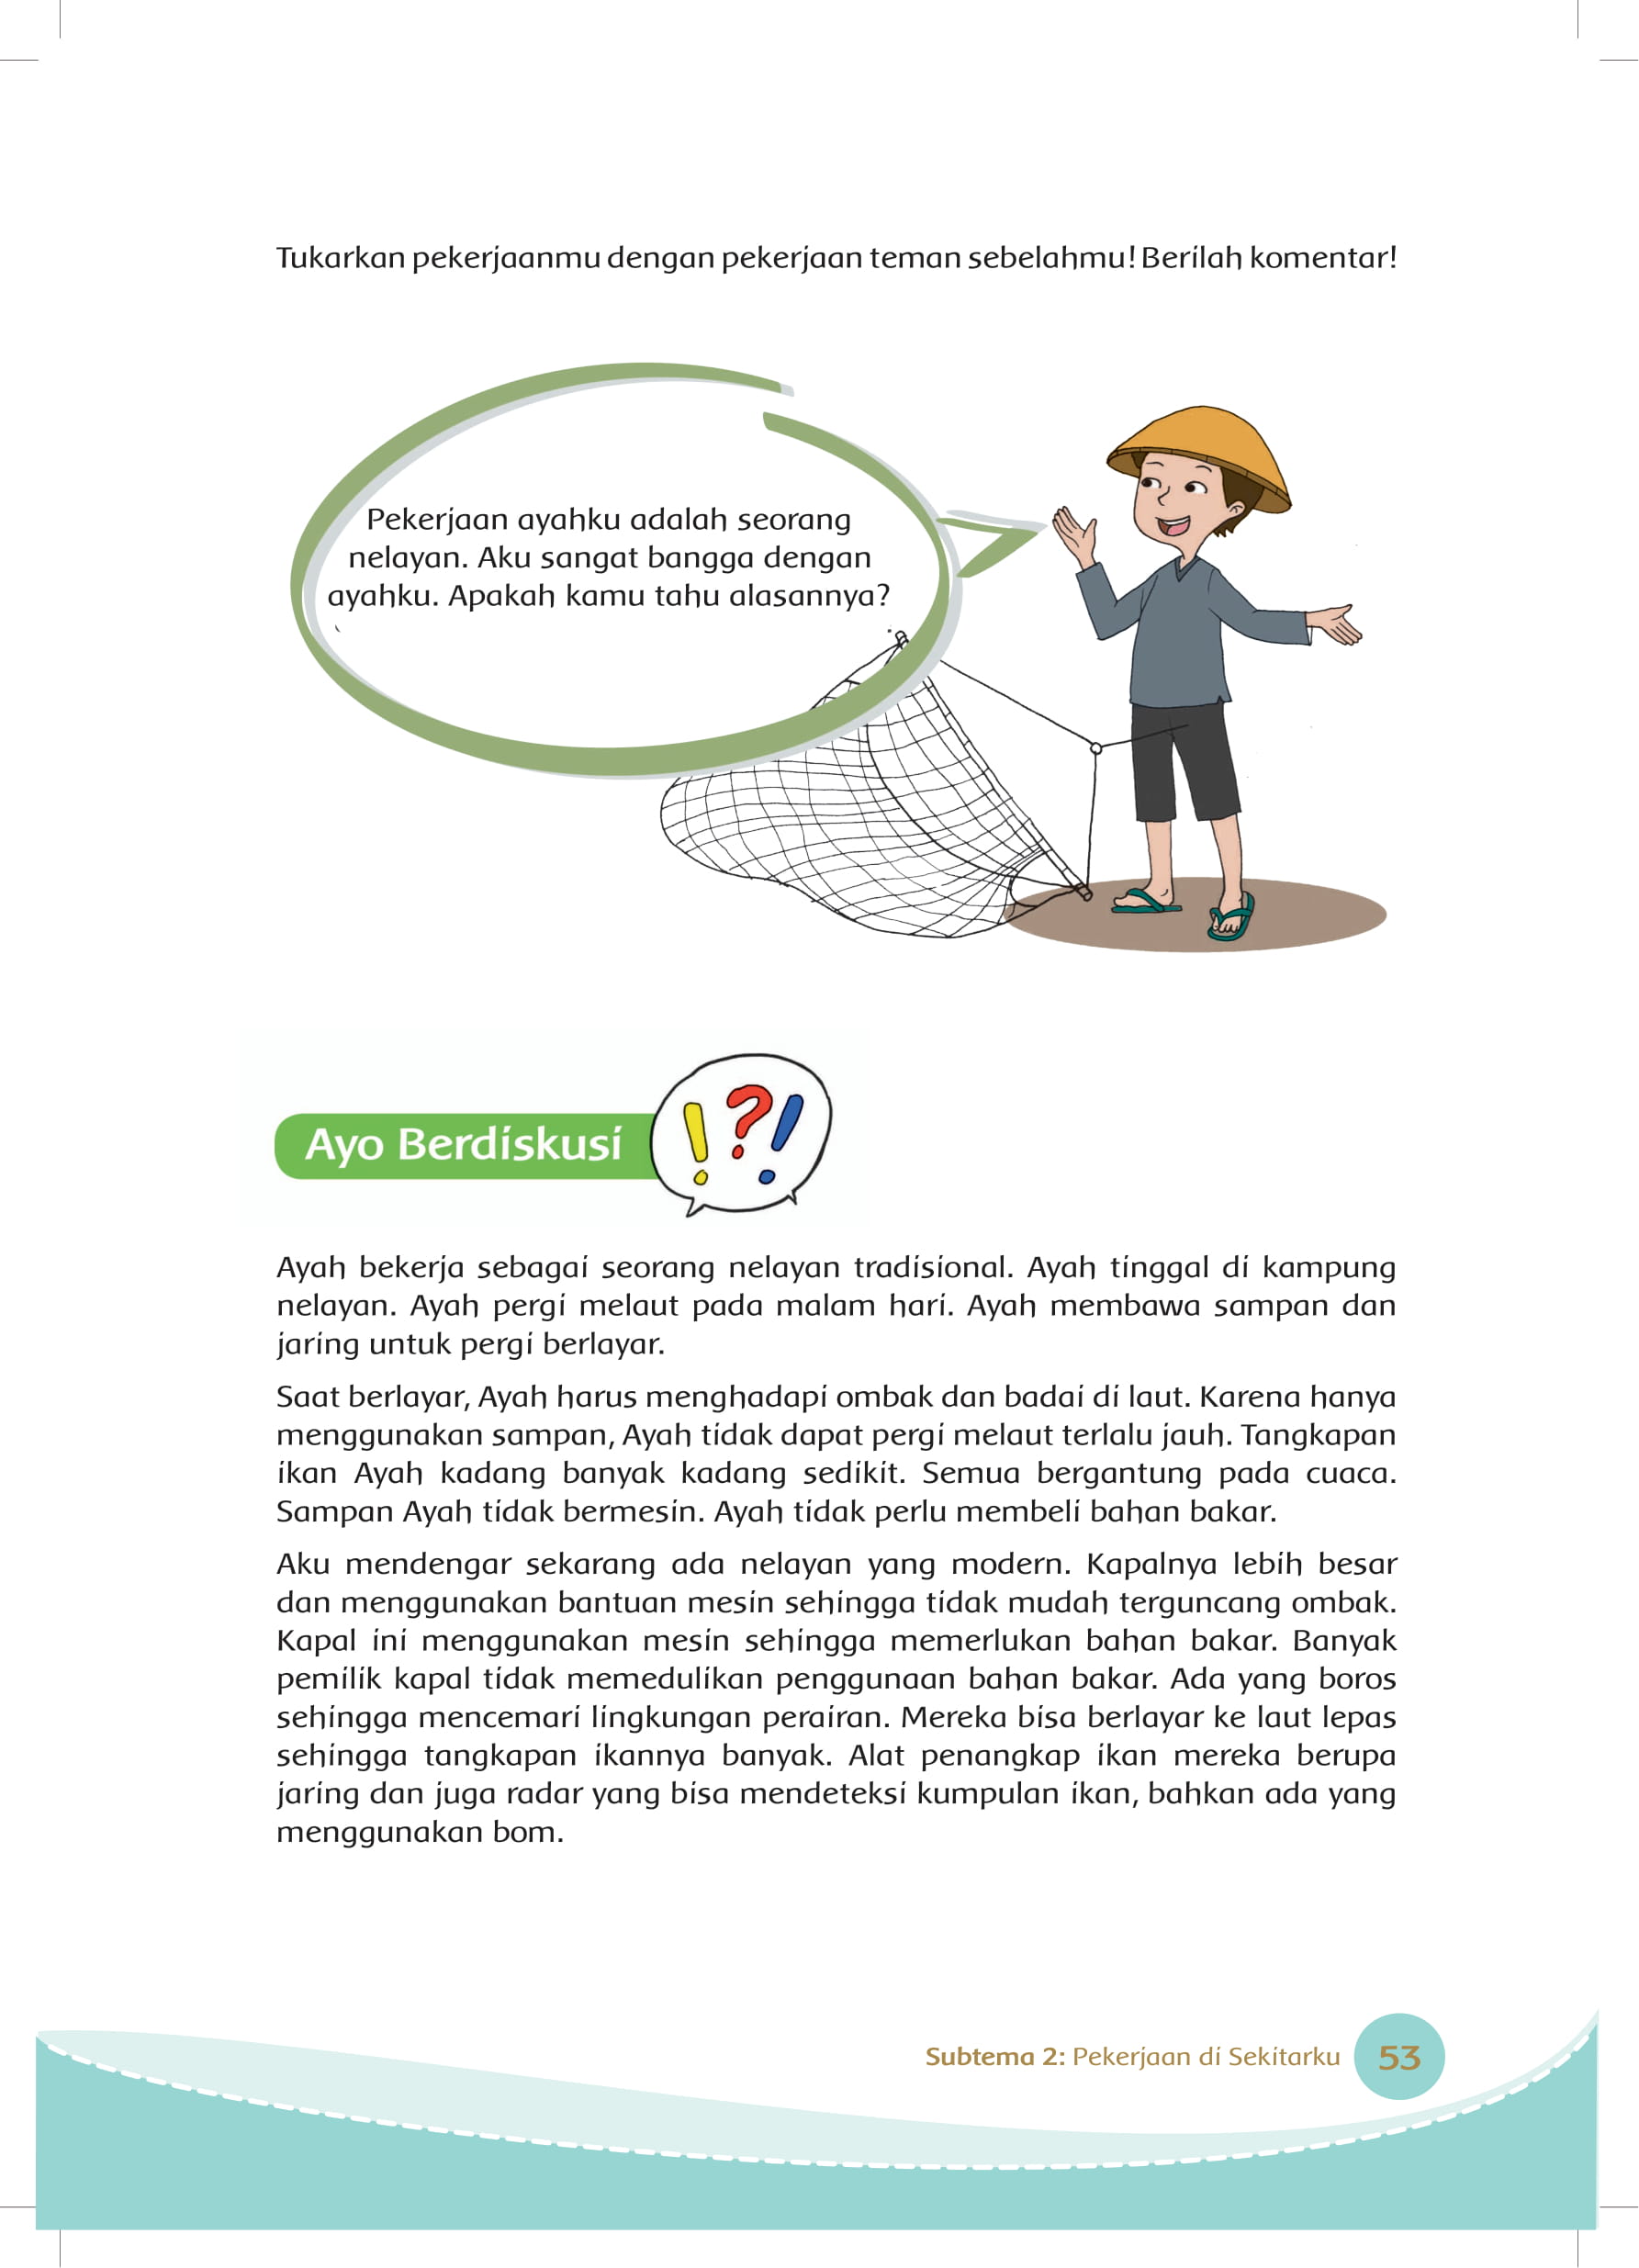 Tukarkan pekerjaanmu dengan pekerjaan teman sebelahmu! Berilah komentar!
Pekerjaan ayahku adalah seorang
nelayan. Aku sangat bangga dengan
ayahku. Apakah kamu tahu alasannya?
Ayo Berdiskusi
Ayah bekerja sebagai seorang nelayan tradisional. Ayah tinggal di kampung
nelayan. Ayah pergi melaut pada malam hari. Ayah membawa sampan dan
jaring untuk pergi berlayar.
Saat berlayar, Ayah harus menghadapi ombak dan badai di laut. Karena hanya
menggunakan sampan, Ayah tidak dapat pergi melaut terlalu jauh. Tangkapan
ikan Ayah kadang banyak kadang sedikit. Semua bergantung pada cuaca.
Sampan Ayah tidak bermesin. Ayah tidak perlu membeli bahan bakar.
Aku mendengar sekarang ada nelayan yang modern. Kapalnya lebih besar
dan menggunakan bantuan mesin sehingga tidak mudah terguncang ombak.
Kapal ini menggunakan mesin sehingga memerlukan bahan bakar. Banyak
pemilik kapal tidak memedulikan penggunaan bahan bakar. Ada yang boros
sehingga mencemari lingkungan perairan. Mereka bisa berlayar ke laut lepas
sehingga tangkapan ikannya banyak. Alat penangkap ikan mereka berupa
jaring dan juga radar yang bisa mendeteksi kumpulan ikan, bahkan ada yang
menggunakan bom.
Subtema 2: Pekerjaan di Sekitarku 53